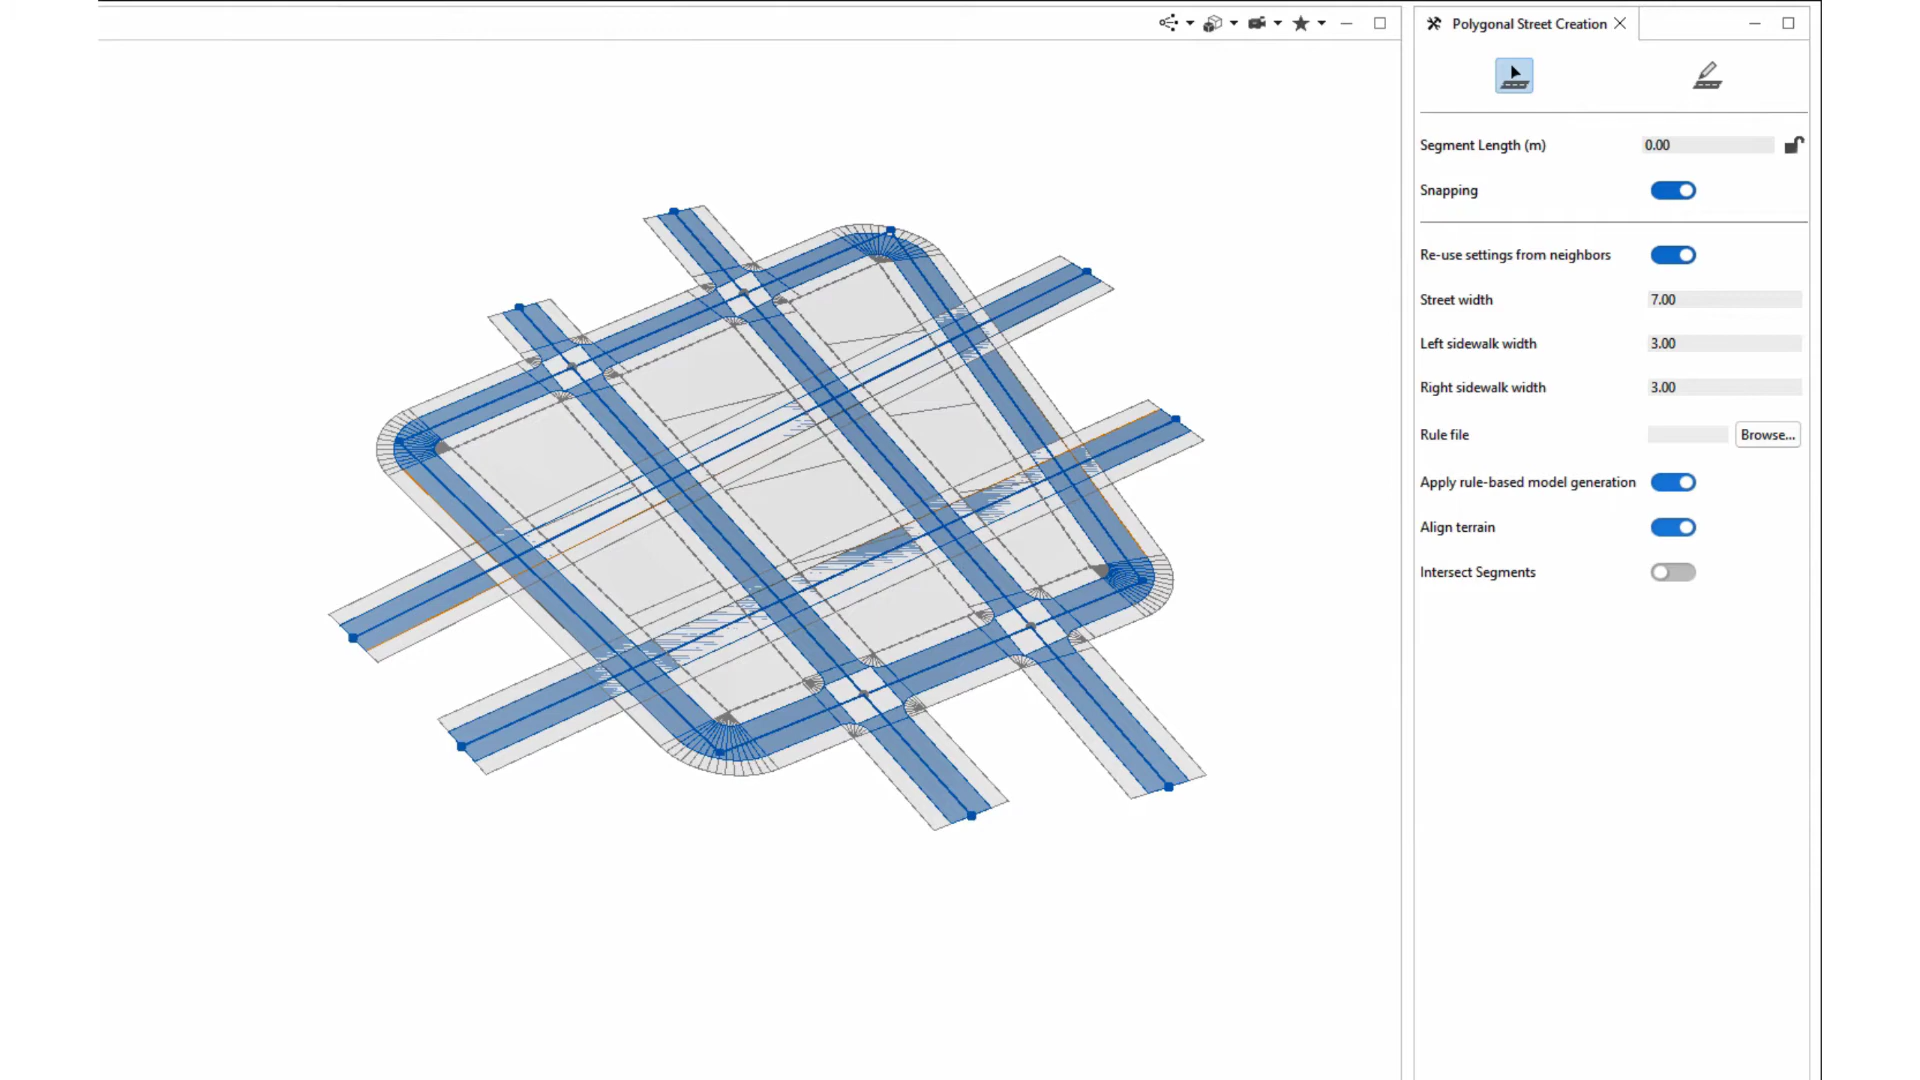 Polygonal Street Creation
Segment Length (m) 0.00
Snapping
Re-use settings from neighbors
Street width 7.00
Left sidewalk width 3.00
Right sidewalk width 3.00
Rule file Browse...
Apply rule-based model generation
Align terrain
Intersect Segments